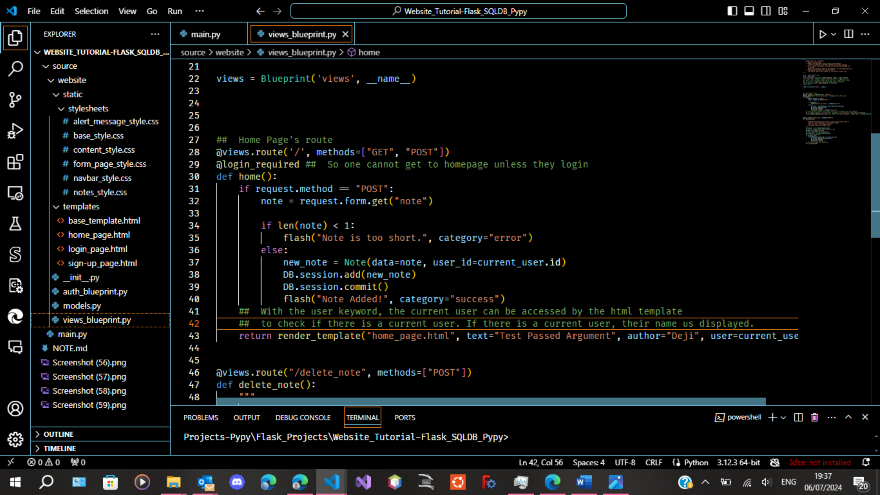 File Edit Selection View Go Run ···
Website_Tutorial-Flask_SQLDB_Pypy
EXPLORER ···
main.py
views_blueprint.py
WEBSITE_TUTORIAL-FLASK_SQLDB_...
source > website > views_blueprint.py > home
source
website
static
stylesheets
alert_message_style.css
base_style.css
content_style.css
form_page_style.css
navbar_style.css
notes_style.css
templates
base_template.html
home_page.html
login_page.html
sign-up_page.html
__init__.py
auth_blueprint.py
models.py
views_blueprint.py
main.py
NOTE.md
Screenshot (56).png
Screenshot (57).png
Screenshot (58).png
Screenshot (59).png
OUTLINE
TIMELINE
21
22 views = Blueprint('views', __name__)
23
24
25
26
27 ## Home Page's route
28 @views.route('/', methods=["GET", "POST"])
29 @login_required ## So one cannot get to homepage unless they login
30 def home():
31 if request.method == "POST":
32 note = request.form.get("note")
33
34 if len(note) < 1:
35 flash("Note is too short.", category="error")
36 else:
37 new_note = Note(data=note, user_id=current_user.id)
38 DB.session.add(new_note)
39 DB.session.commit()
40 flash("Note Added!", category="success")
41 ## With the user keyword, the current user can be accessed by the html template
42 ## to check if there is a current user. If there is a current user, their name us displayed.
43 return render_template("home_page.html", text="Test Passed Argument", author="Deji", user=current_use
44
45
46 @views.route("/delete_note", methods=["POST"])
47 def delete_note():
48 """
PROBLEMS OUTPUT DEBUG CONSOLE TERMINAL PORTS
powershell
Projects-Pypy\Flask_Projects\Website_Tutorial-Flask_SQLDB_Pypy>
0 0 0
Ln 42, Col 56 Spaces: 4 UTF-8 CRLF Python 3.12.3 64-bit
ENG
19:37
06/07/2024
20